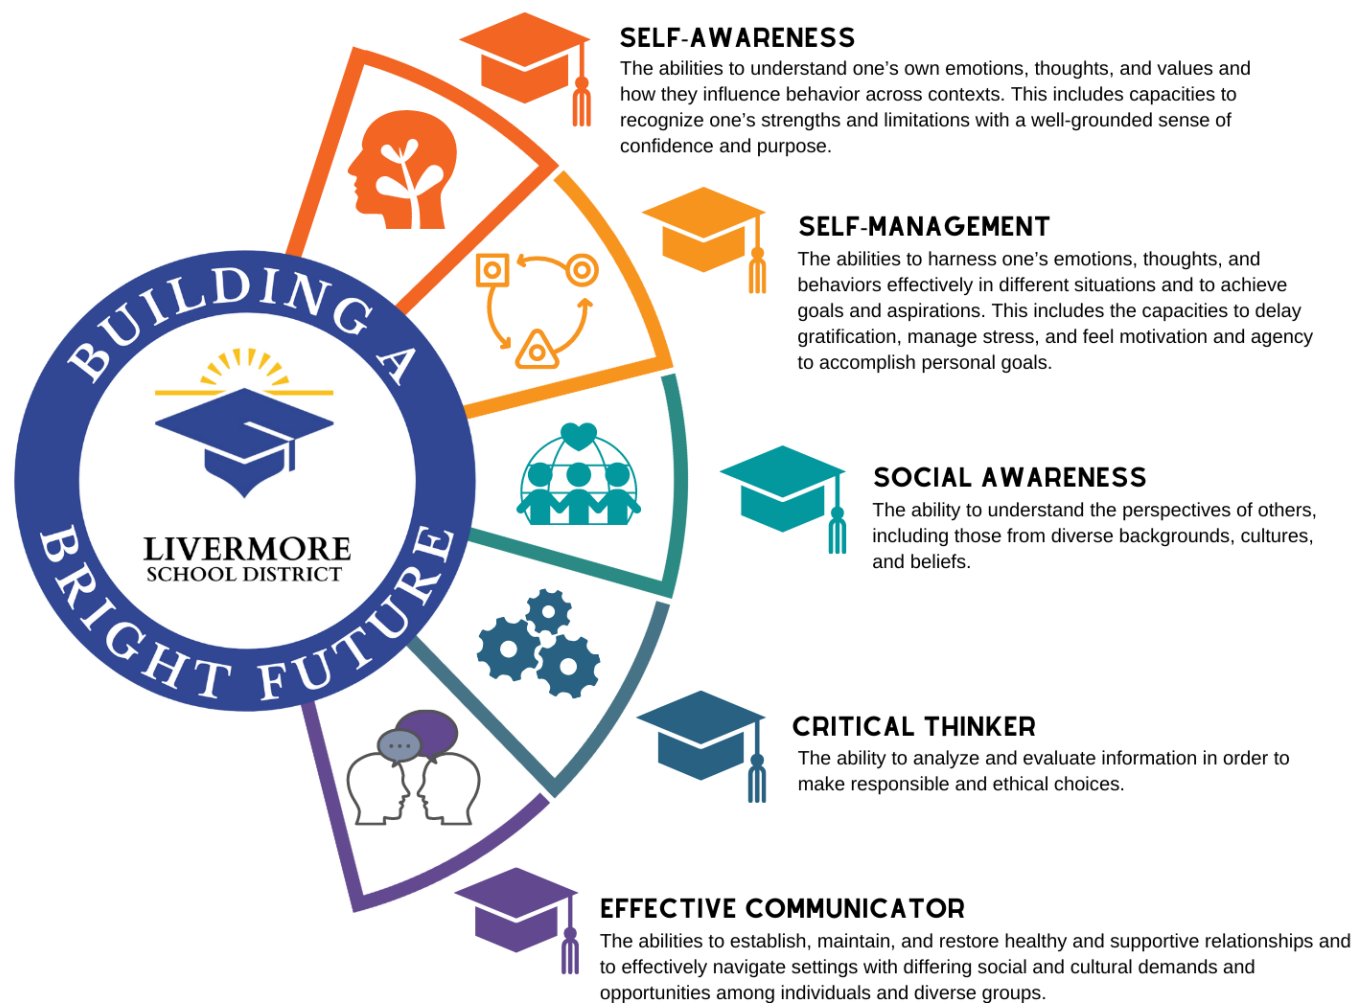 BUILDING A
BRIGHT FUTURE
LIVERMORE
SCHOOL DISTRICT
SELF-AWARENESS
The abilities to understand one’s own emotions, thoughts, and values and
how they influence behavior across contexts. This includes capacities to
recognize one’s strengths and limitations with a well-grounded sense of
confidence and purpose.
SELF-MANAGEMENT
The abilities to harness one’s emotions, thoughts, and
behaviors effectively in different situations and to achieve
goals and aspirations. This includes the capacities to delay
gratification, manage stress, and feel motivation and agency
to accomplish personal goals.
SOCIAL AWARENESS
The ability to understand the perspectives of others,
including those from diverse backgrounds, cultures,
and beliefs.
CRITICAL THINKER
The ability to analyze and evaluate information in order to
make responsible and ethical choices.
EFFECTIVE COMMUNICATOR
The abilities to establish, maintain, and restore healthy and supportive relationships and
to effectively navigate settings with differing social and cultural demands and
opportunities among individuals and diverse groups.